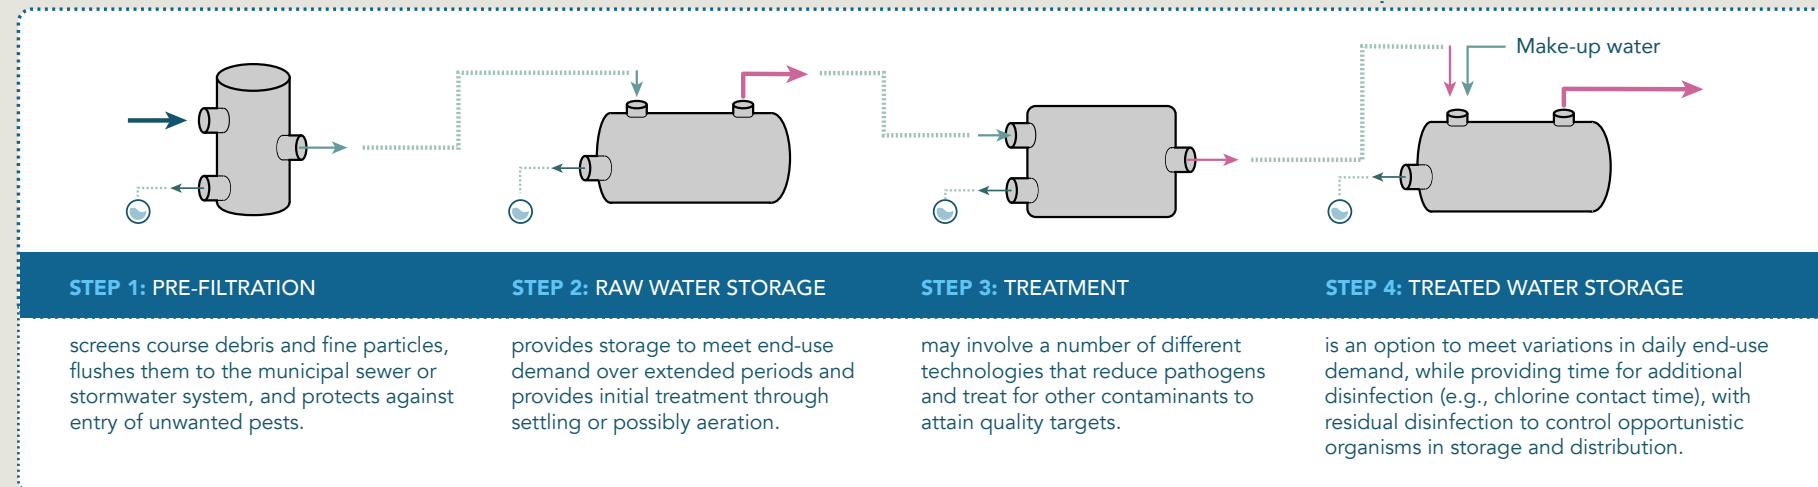 Make-up water
STEP 1: PRE-FILTRATION
screens course debris and fine particles,
flushes them to the municipal sewer or
stormwater system, and protects against
entry of unwanted pests.
STEP 2: RAW WATER STORAGE
provides storage to meet end-use
demand over extended periods and
provides initial treatment through
settling or possibly aeration.
STEP 3: TREATMENT
may involve a number of different
technologies that reduce pathogens
and treat for other contaminants to
attain quality targets.
STEP 4: TREATED WATER STORAGE
is an option to meet variations in daily end-use
demand, while providing time for additional
disinfection (e.g., chlorine contact time), with
residual disinfection to control opportunistic
organisms in storage and distribution.